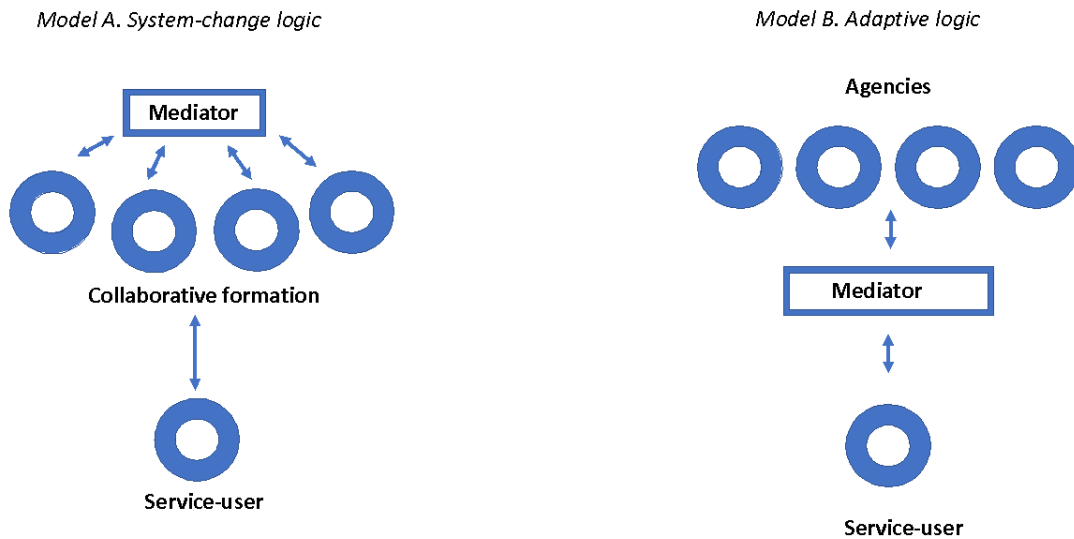 Model A. System-change logic
Mediator
Collaborative formation
Service-user
Model B. Adaptive logic
Agencies
Mediator
Service-user